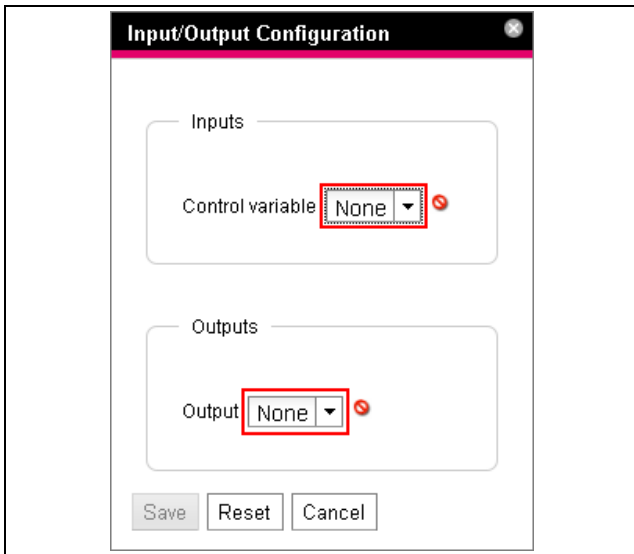 Input/Output Configuration
Inputs
Control variable None
Outputs
Output None
Save Reset Cancel